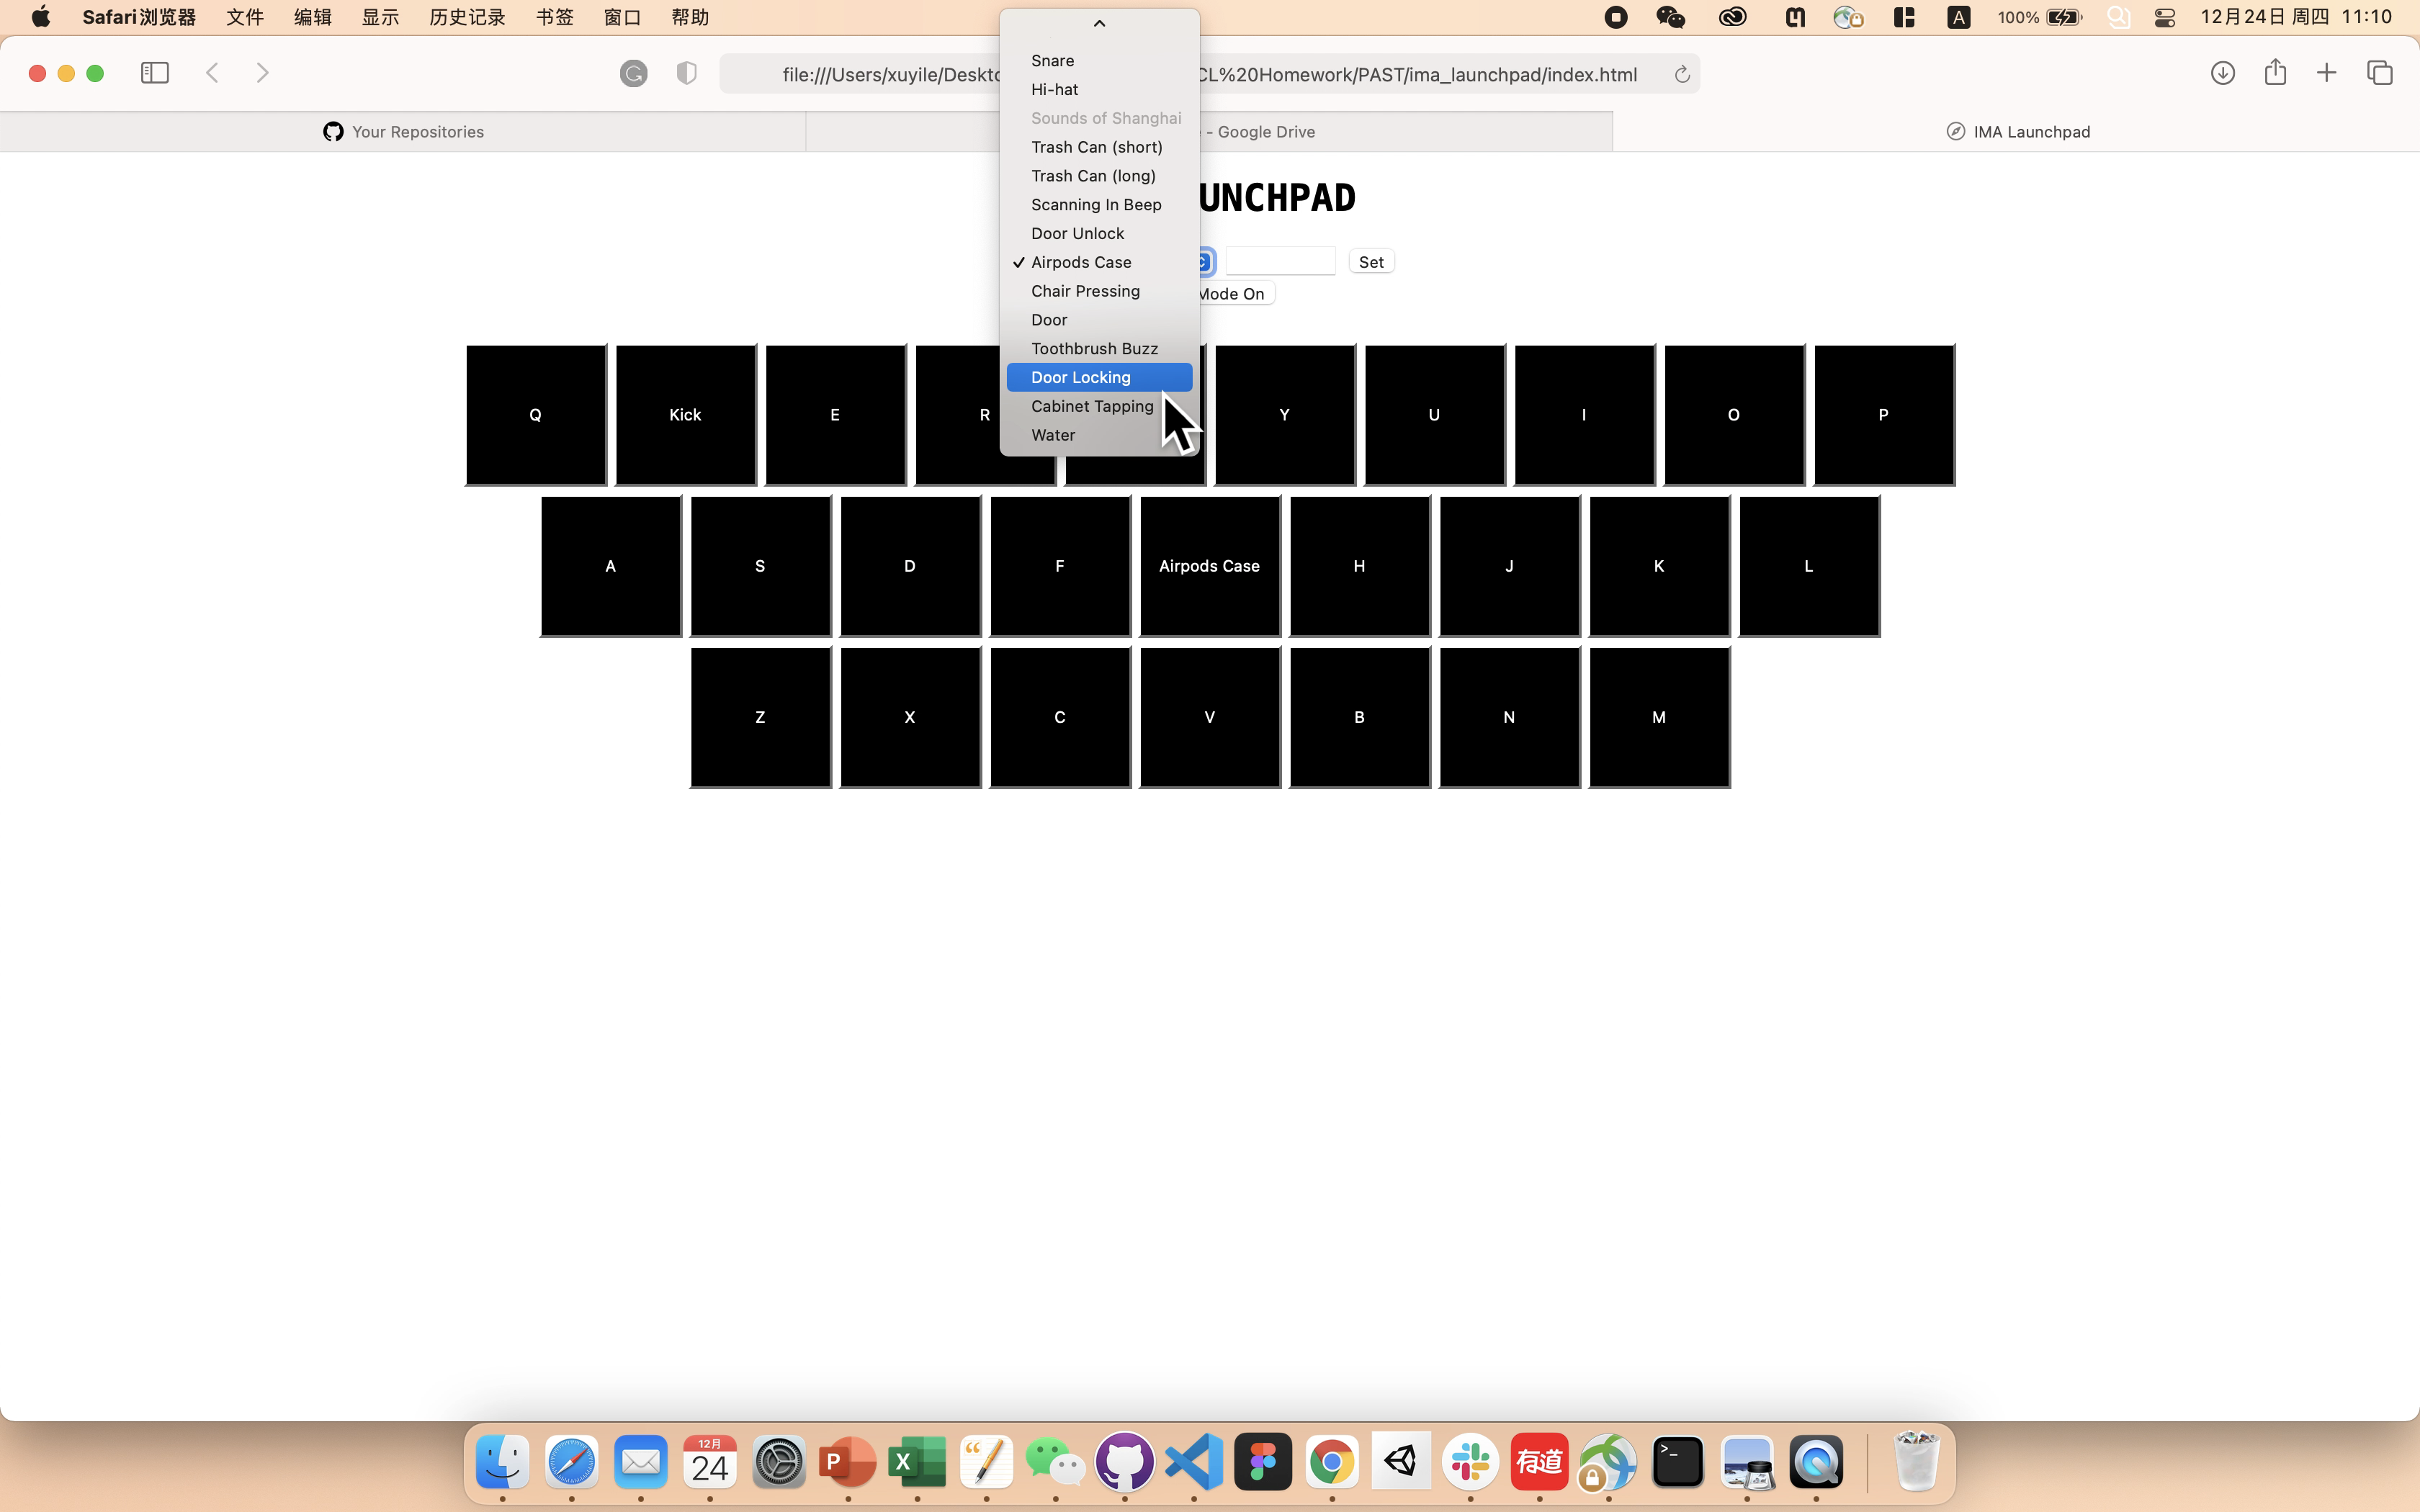 Safari浏览器 文件 编辑 显示 历史记录 书签 窗口 帮助
A 100% 12月24日 周四 11:10
file:///Users/xuyile/Deskto CL%20Homework/PAST/ima_launchpad/index.html
Your Repositories
- Google Drive
IMA Launchpad
Snare
Hi-hat
Sounds of Shanghai
Trash Can (short)
Trash Can (long)
Scanning In Beep
Door Unlock
✓ Airpods Case
Chair Pressing
Door
Toothbrush Buzz
Door Locking
Cabinet Tapping
Water
UNCHPAD
Set
Mode On
Q Kick E R Y U I O P
A S D F Airpods Case H J K L
Z X C V B N M
12月
24
P
X
有道
>_